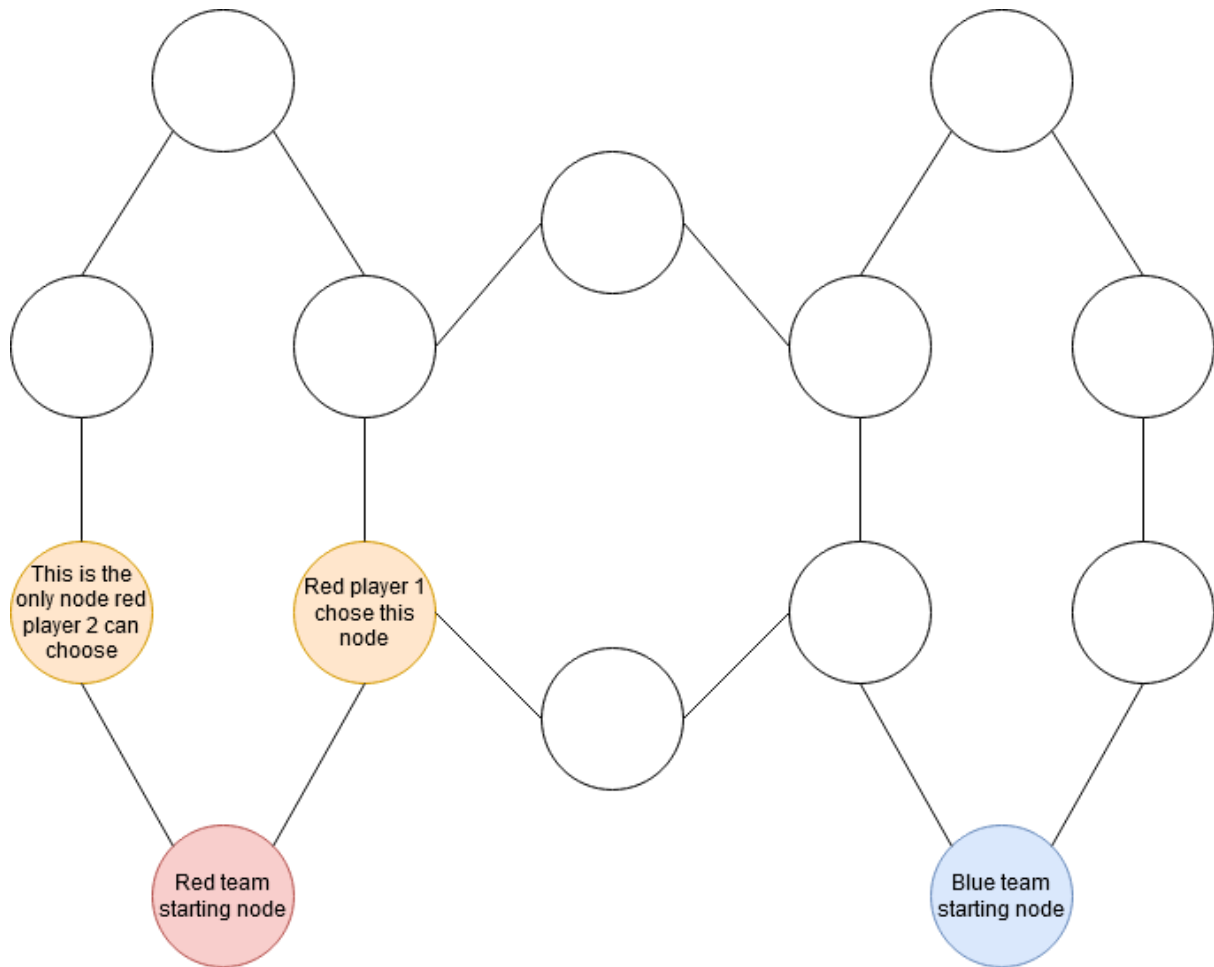 This is the
only node red
player 2 can
choose
Red player 1
chose this
node
Red team
starting node
Blue team
starting node